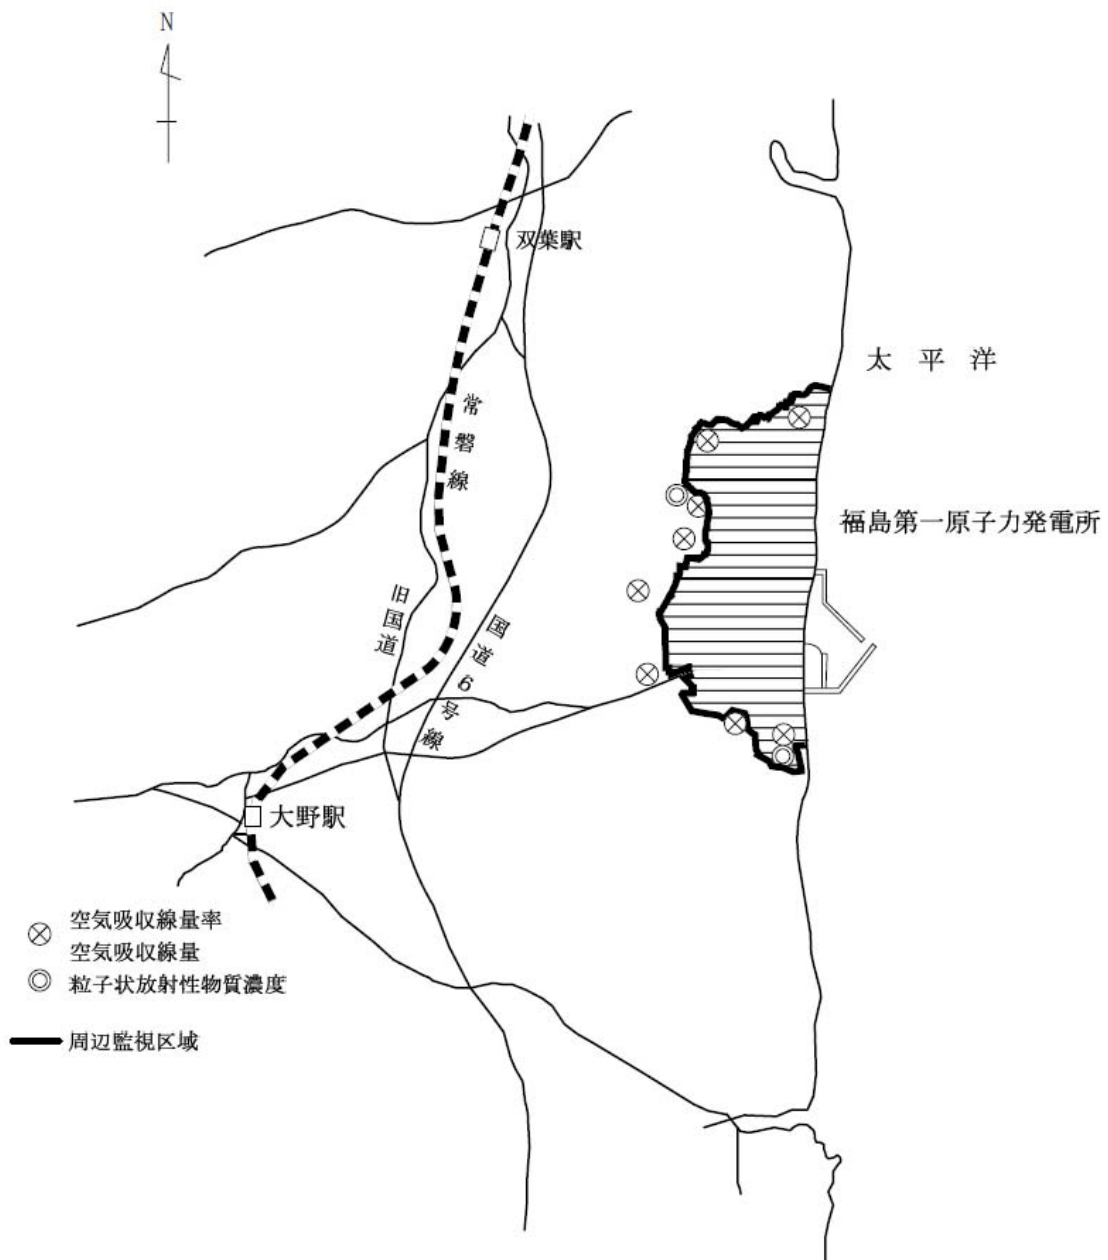 N
双葉駅
太平洋
常磐線
福島第一原子力発電所
旧国道
国道6号線
大野駅
空気吸収線量率
空気吸収線量
粒子状放射性物質濃度
周辺監視区域